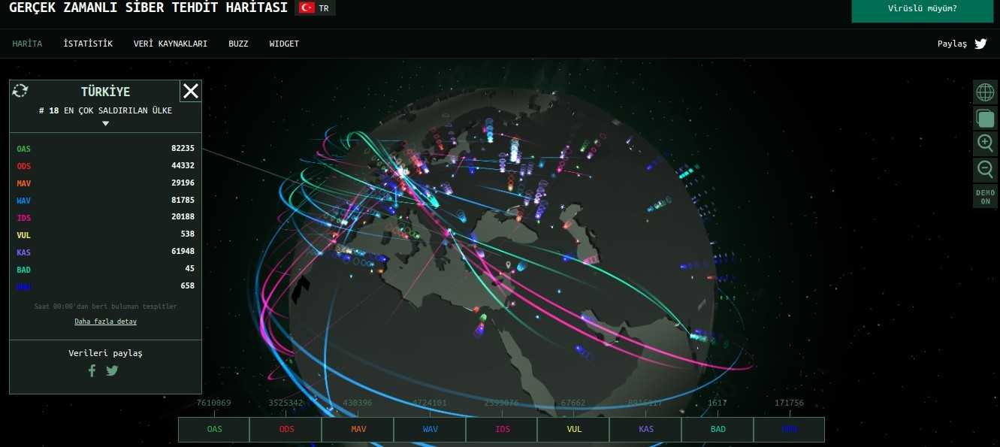 GERÇEK ZAMANLI SİBER TEHDİT HARİTASI TR
Virüslü müyüm?
HARİTA İSTATİSTİK VERİ KAYNAKLARI BUZZ WIDGET Paylaş
TÜRKİYE
# 18 EN ÇOK SALDIRILAN ÜLKE
OAS 82235
ODS 44332
MAV 29196
WAV 81785
IDS 20188
VUL 538
KAS 61948
BAD 45
658
Saat 00:00'dan beri bulunan tespitler
Daha fazla detay
Verileri paylaş
DEMO
ON
7610069 3525342 430396 4724101 2593076 67662 1617 171756
OAS ODS MAV WAV IDS VUL KAS BAD